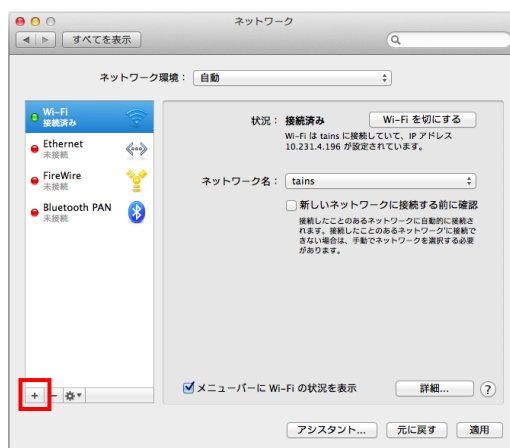 ネットワーク
すべてを表示
ネットワーク環境： 自動
Wi-Fi
接続済み
Ethernet
未接続
FireWire
未接続
Bluetooth PAN
未接続
状況： 接続済み
Wi-Fi を切にする
Wi-Fi は tains に接続していて、IP アドレス
10.231.4.196 が設定されています。
ネットワーク名： tains
新しいネットワークに接続する前に確認
接続したことのあるネットワークに自動的に接続さ
れます。接続したことのあるネットワークに接続で
きない場合は、手動でネットワークを選択する必要
があります。
+ −
メニューバーに Wi-Fi の状況を表示
詳細... ?
アシスタント... 元に戻す 適用